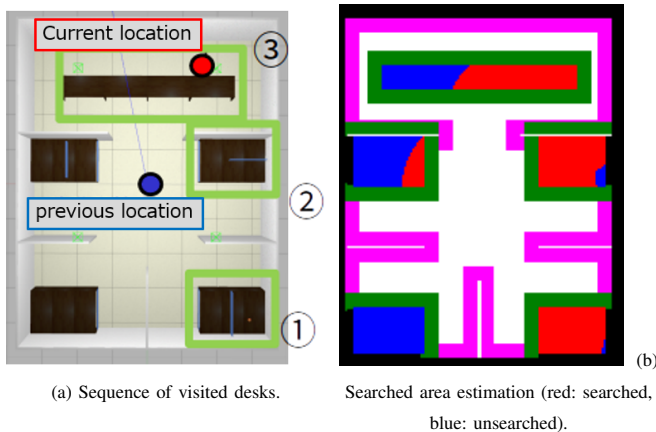 Current location
③
②
previous location
①
(a) Sequence of visited desks.
(b)
Searched area estimation (red: searched,
blue: unsearched).